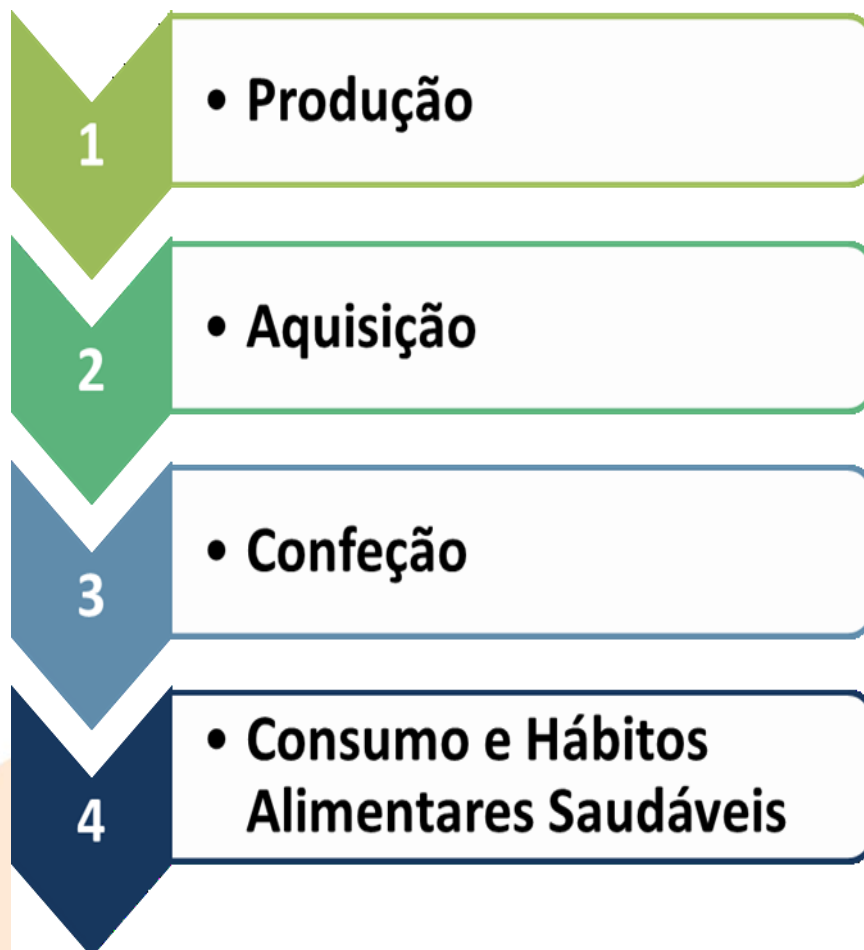 1
• Produção
2
• Aquisição
3
• Confeção
4
• Consumo e Hábitos
Alimentares Saudáveis